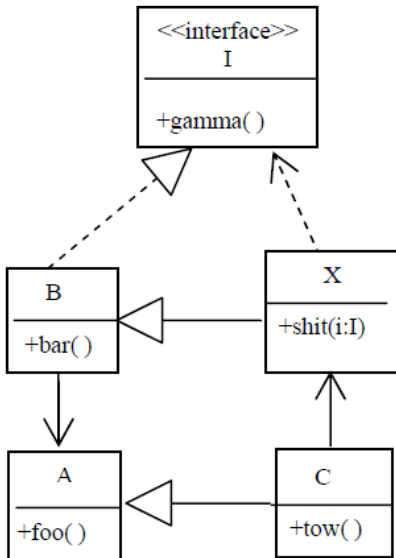 <<interface>>
I
+gamma( )
B
+bar( )
X
+shit(i:I)
A
+foo()
C
+tow()